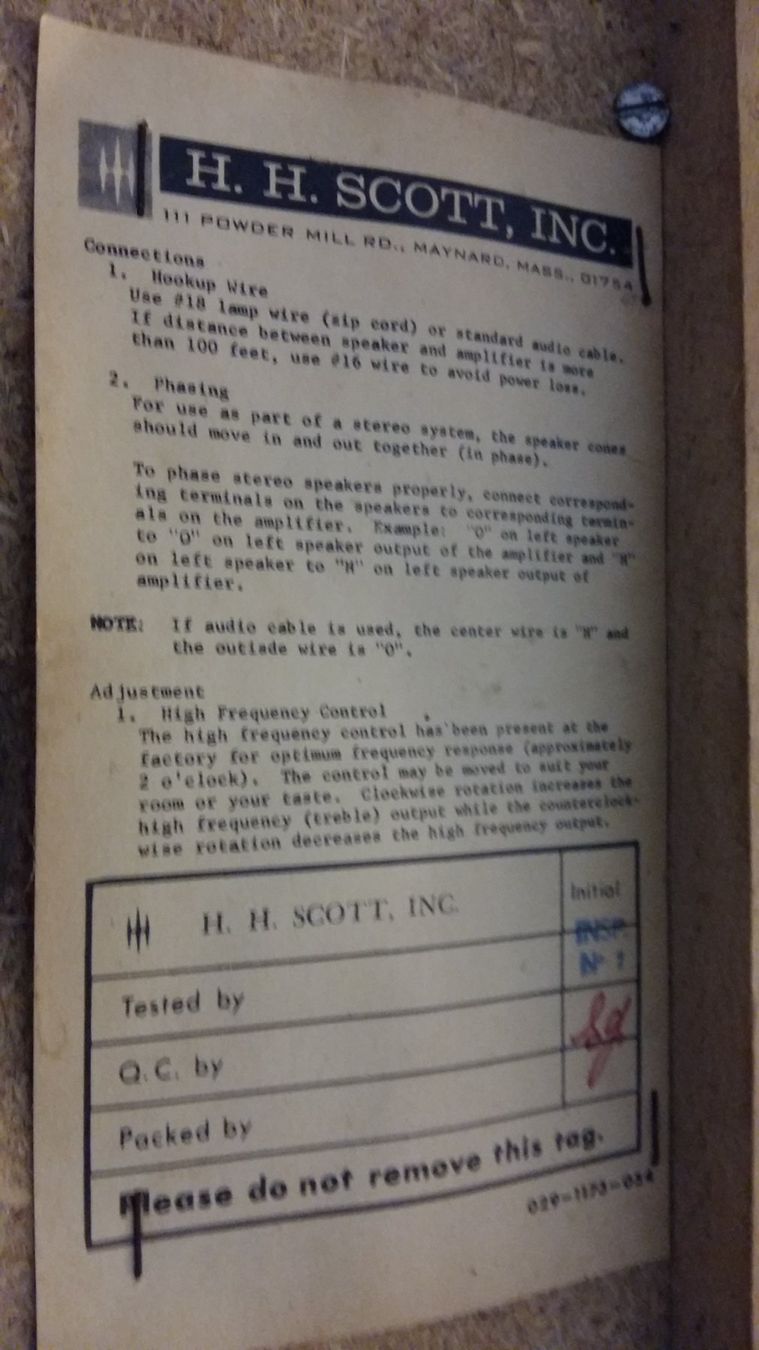 H. H. SCOTT, INC.
111 POWDER MILL RD., MAYNARD, MASS., 01754
Connections
1. Hookup Wire
Use #18 lamp wire (zip cord) or standard audio cable.
If distance between speaker and amplifier is more
than 100 feet, use #16 wire to avoid power loss.
2. Phasing
For use as part of a stereo system, the speaker cones
should move in and out together (in phase).
To phase stereo speakers properly, connect correspond-
ing terminals on the speakers to corresponding termin-
als on the amplifier. Example: "O" on left speaker
to "O" on left speaker output of the amplifier and "H"
on left speaker to "H" on left speaker output of
amplifier.
NOTE: If audio cable is used, the center wire is "H" and
the outisde wire is "O".
Adjustment
1. High Frequency Control
The high frequency control has been present at the
factory for optimum frequency response (approximately
2 o'clock). The control may be moved to suit your
room or your taste. Clockwise rotation increases the
high frequency (treble) output while the counterclock-
wise rotation decreases the high frequency output.
H. H. SCOTT, INC.
Initial
INSP.
Nº 1
Tested by
Q.C. by
Packed by
Please do not remove this tag.